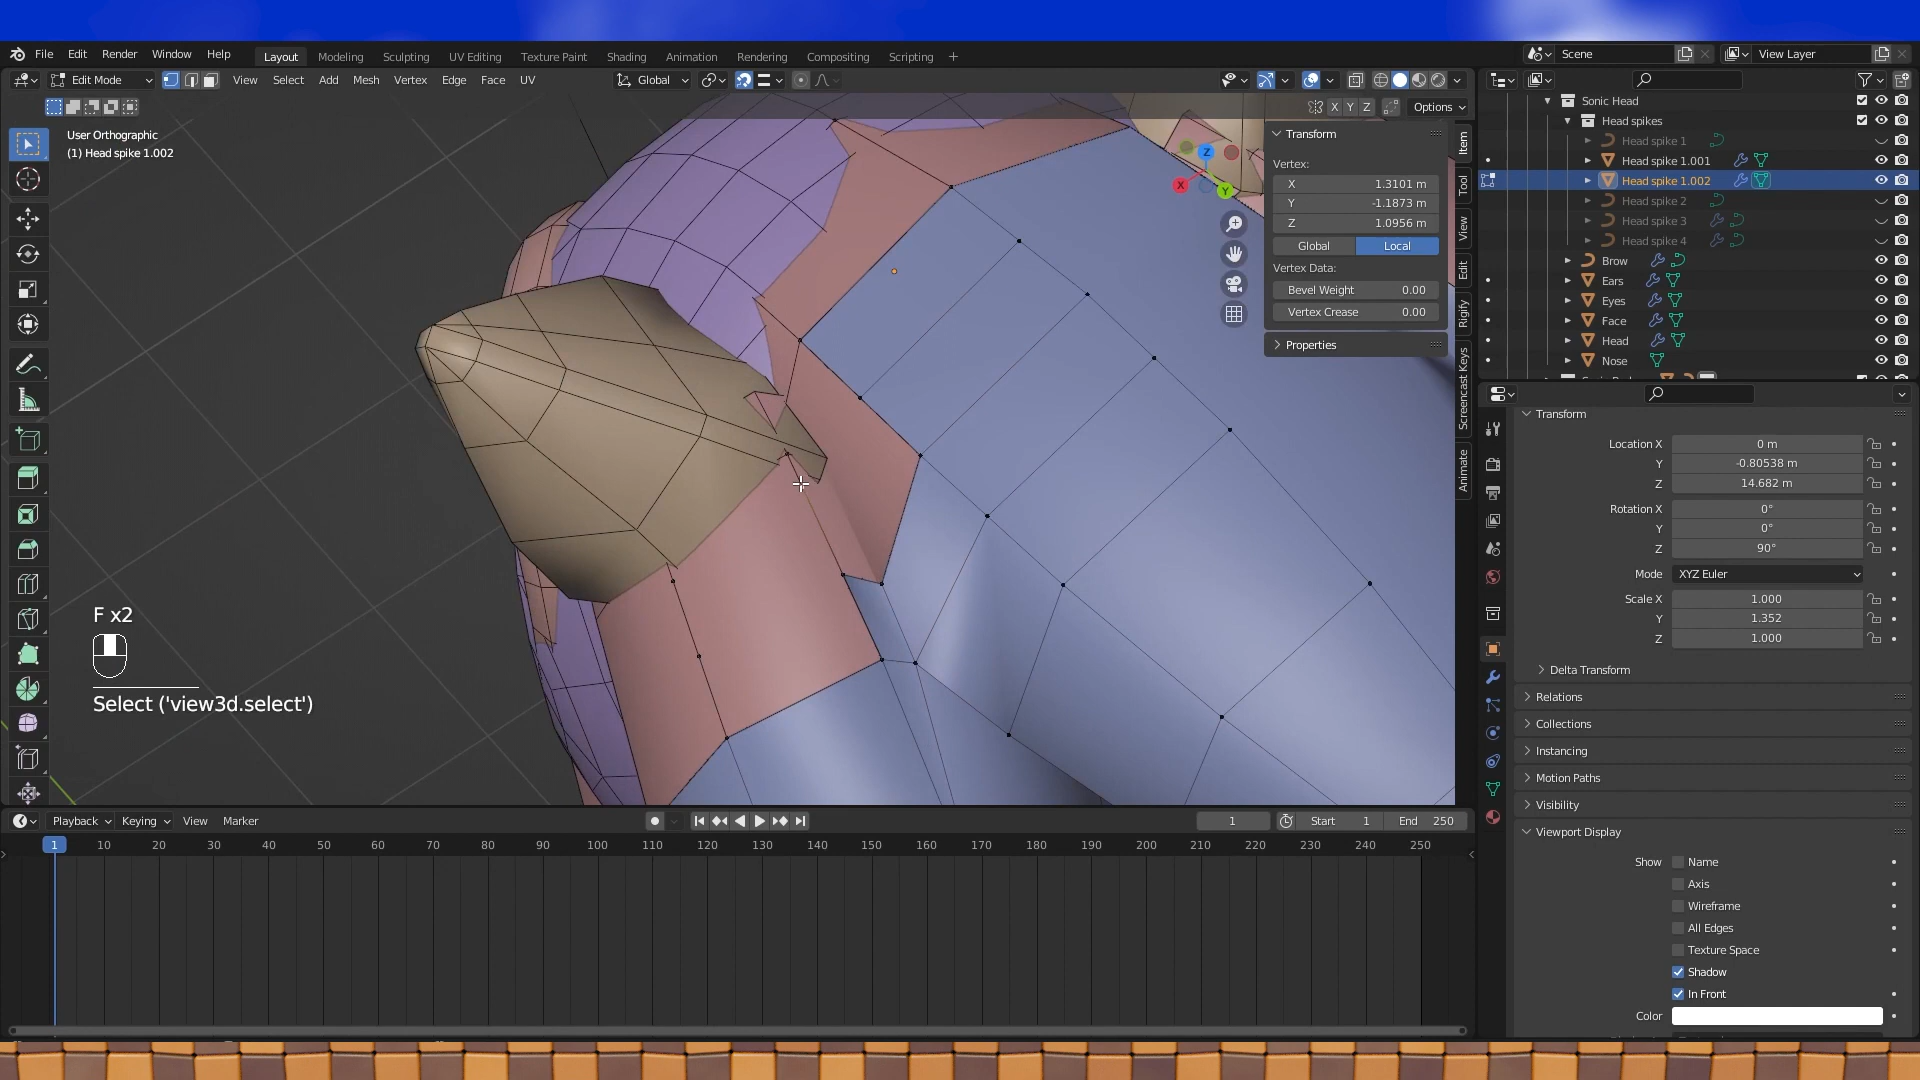 File Edit Render Window Help Layout Modeling Sculpting UV Editing Texture Paint Shading Animation Rendering Compositing Scripting + Scene View Layer
Edit Mode View Select Add Mesh Vertex Edge Face UV Global
X Y Z Options
User Orthographic
(1) Head spike 1.002
Transform
Vertex:
X 1.3101 m
Y -1.1873 m
Z 1.0956 m
Global Local
Vertex Data:
Bevel Weight 0.00
Vertex Crease 0.00
Properties
Z
X
Y
Item
Tool
View
Edit
Rigify
Screencast Keys
Animate
F x2
Select ('view3d.select')
Sonic Head
Head spikes
Head spike 1
Head spike 1.001
Head spike 1.002
Head spike 2
Head spike 3
Head spike 4
Brow
Ears
Eyes
Face
Head
Nose
Transform
Location X 0 m
Y -0.80538 m
Z 14.682 m
Rotation X 0°
Y 0°
Z 90°
Mode XYZ Euler
Scale X 1.000
Y 1.352
Z 1.000
Delta Transform
Relations
Collections
Instancing
Motion Paths
Visibility
Viewport Display
Show Name
Axis
Wireframe
All Edges
Texture Space
Shadow
In Front
Color
Playback Keying View Marker 1 Start 1 End 250
1 10 20 30 40 50 60 70 80 90 100 110 120 130 140 150 160 170 180 190 200 210 220 230 240 250